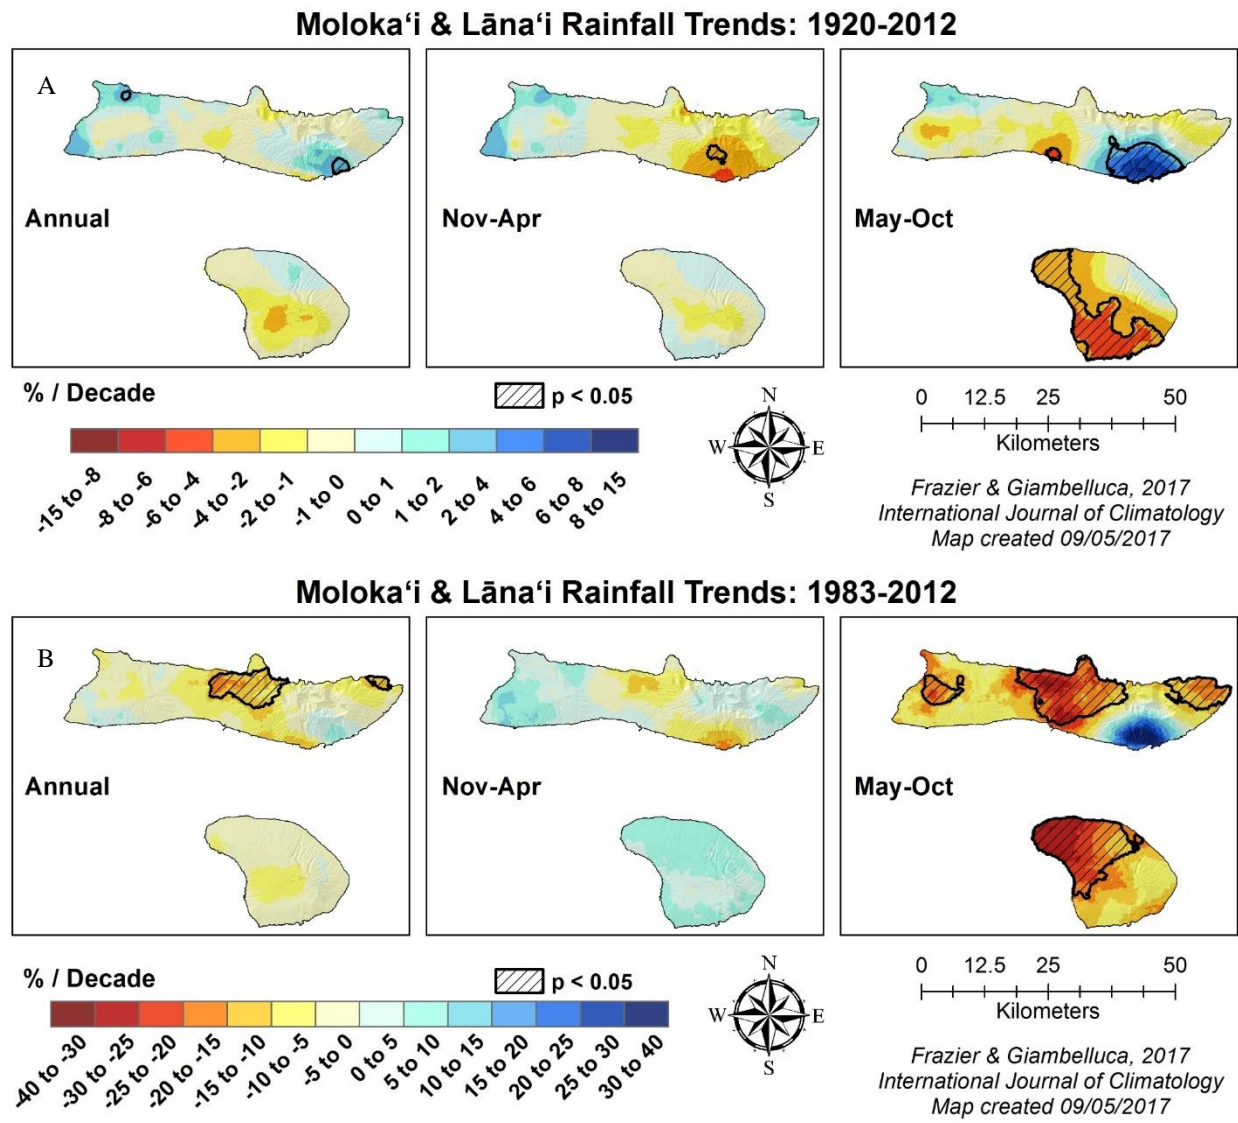 Moloka‘i & Lāna‘i Rainfall Trends: 1920-2012
A
Annual
Nov-Apr
May-Oct
% / Decade
p < 0.05
-15 to -8
-8 to -6
-6 to -4
-4 to -2
-2 to -1
-1 to 0
0 to 1
1 to 2
2 to 4
4 to 6
6 to 8
8 to 15
N
W E
S
0 12.5 25 50
Kilometers
Frazier & Giambelluca, 2017
International Journal of Climatology
Map created 09/05/2017
Moloka‘i & Lāna‘i Rainfall Trends: 1983-2012
B
Annual
Nov-Apr
May-Oct
% / Decade
p < 0.05
-40 to -30
-30 to -25
-25 to -20
-20 to -15
-15 to -10
-10 to -5
-5 to 0
0 to 5
5 to 10
10 to 15
15 to 20
20 to 25
25 to 30
30 to 40
N
W E
S
0 12.5 25 50
Kilometers
Frazier & Giambelluca, 2017
International Journal of Climatology
Map created 09/05/2017